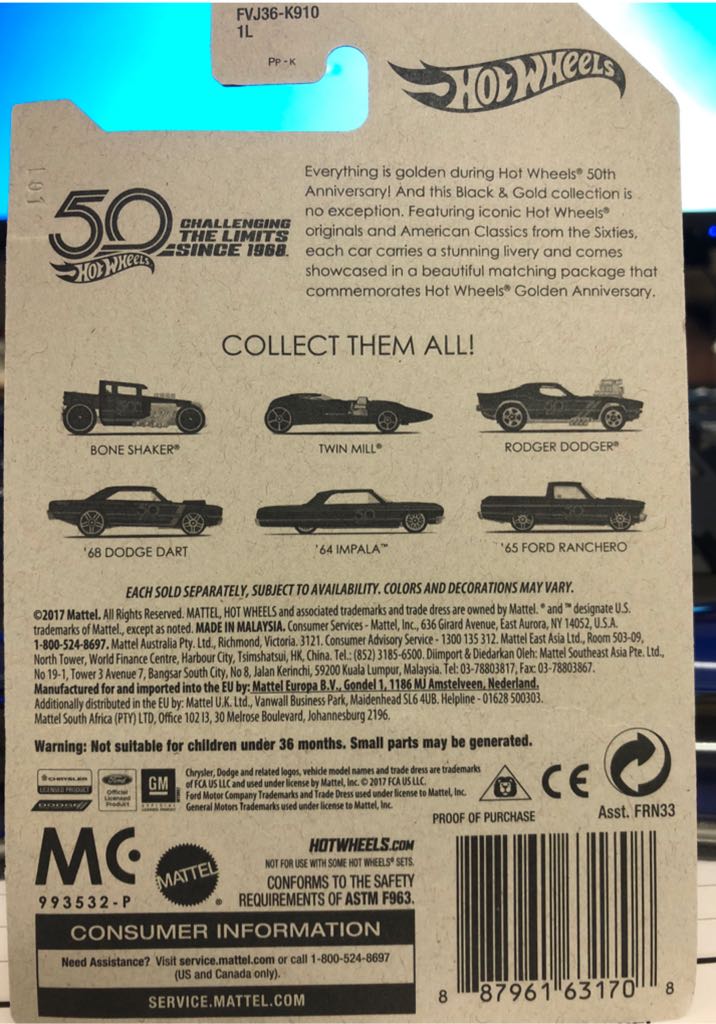 FVJ36-K910
1L
PP - K
HOT WHEELS
191
50
CHALLENGING
THE LIMITS
SINCE 1968.
HOT WHEELS
Everything is golden during Hot Wheels® 50th
Anniversary! And this Black & Gold collection is
no exception. Featuring iconic Hot Wheels®
originals and American Classics from the Sixties,
each car carries a stunning livery and comes
showcased in a beautiful matching package that
commemorates Hot Wheels® Golden Anniversary.
COLLECT THEM ALL!
BONE SHAKER®
TWIN MILL®
RODGER DODGER®
'68 DODGE DART
'64 IMPALA™
'65 FORD RANCHERO
EACH SOLD SEPARATELY, SUBJECT TO AVAILABILITY. COLORS AND DECORATIONS MAY VARY.
©2017 Mattel. All Rights Reserved. MATTEL, HOT WHEELS and associated trademarks and trade dress are owned by Mattel. ® and ™ designate U.S.
trademarks of Mattel, except as noted. MADE IN MALAYSIA. Consumer Services - Mattel, Inc., 636 Girard Avenue, East Aurora, NY 14052, U.S.A.
1-800-524-8697. Mattel Australia Pty. Ltd., Richmond, Victoria. 3121. Consumer Advisory Service - 1300 135 312. Mattel East Asia Ltd., Room 503-09,
North Tower, World Finance Centre, Harbour City, Tsimshatsui, HK, China. Tel.: (852) 3185-6500. Diimport & Diedarkan Oleh: Mattel Southeast Asia Pte. Ltd.,
No 19-1, Tower 3 Avenue 7, Bangsar South City, No 8, Jalan Kerinchi, 59200 Kuala Lumpur, Malaysia. Tel: 03-78803817, Fax: 03-78803867.
Manufactured for and imported into the EU by: Mattel Europa B.V., Gondel 1, 1186 MJ Amstelveen, Nederland.
Additionally distributed in the EU by: Mattel U.K. Ltd., Vanwall Business Park, Maidenhead SL6 4UB. Helpline - 01628 500303.
Mattel South Africa (PTY) LTD, Office 102 I3, 30 Melrose Boulevard, Johannesburg 2196.
Warning: Not suitable for children under 36 months. Small parts may be generated.
CHRYSLER
LICENSED PRODUCT
DODGE
Ford
Official
Licensed
Product
GM
Chrysler, Dodge and related logos, vehicle model names and trade dress are trademarks
of FCA US LLC and used under license by Mattel, Inc. © 2017 FCA US LLC.
Ford Motor Company Trademarks and Trade Dress used under license to Mattel, Inc.
General Motors Trademarks used under license to Mattel, Inc.
CE
PROOF OF PURCHASE
Asst. FRN33
MC
993532-P
MATTEL®
HOTWHEELS.COM
NOT FOR USE WITH SOME HOT WHEELS® SETS.
CONFORMS TO THE SAFETY
REQUIREMENTS OF ASTM F963.
CONSUMER INFORMATION
Need Assistance? Visit service.mattel.com or call 1-800-524-8697
(US and Canada only).
SERVICE.MATTEL.COM
8 87961 63170 8